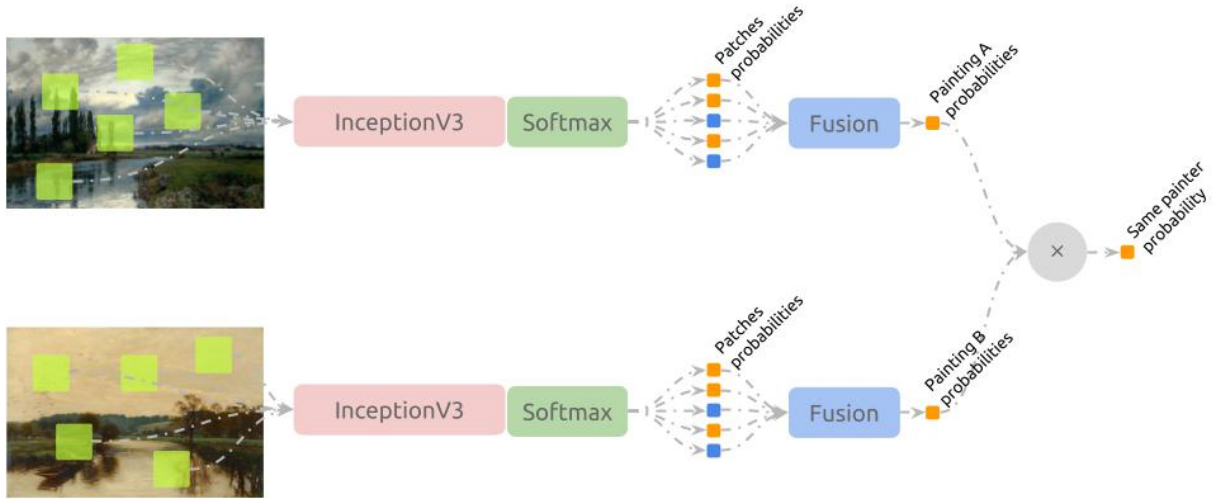 Patches
probabilities
Painting A
probabilities
InceptionV3
Softmax
Fusion
Same painter
probability
×
Patches
probabilities
Painting B
probabilities
InceptionV3
Softmax
Fusion